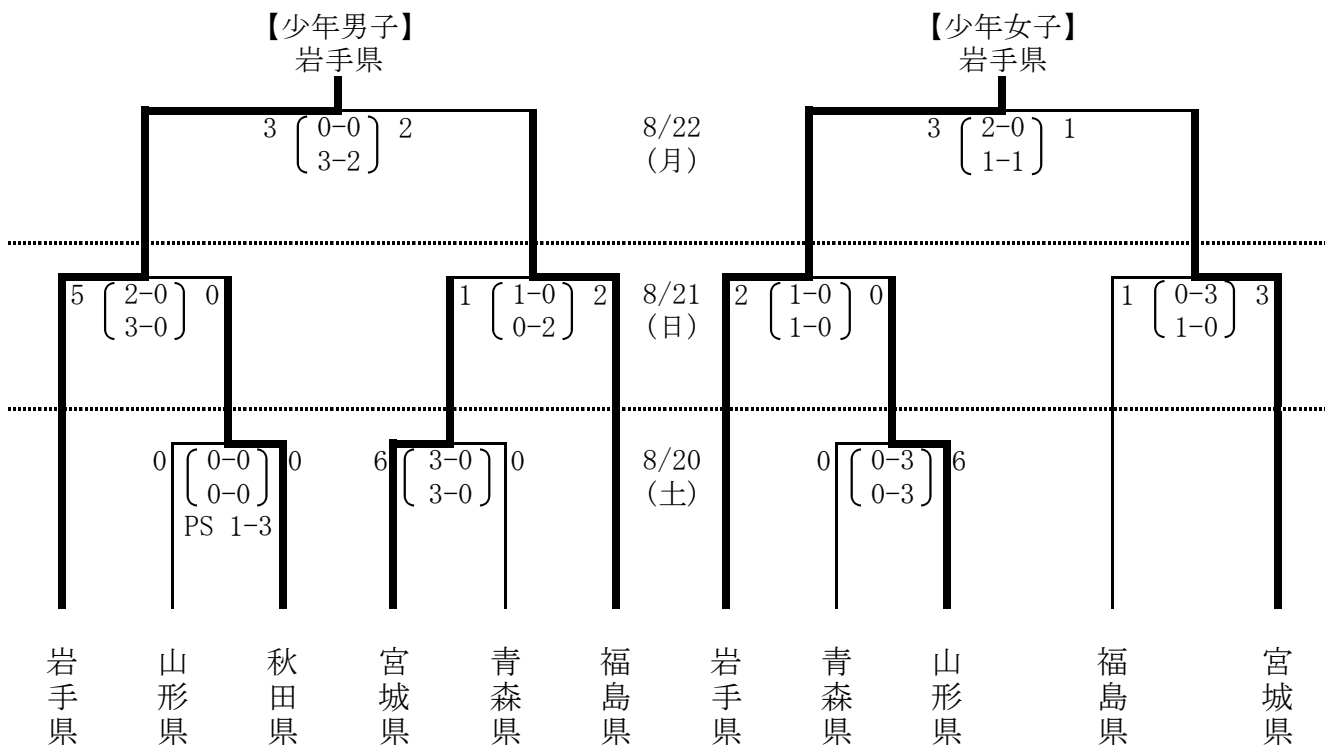 【少年男子】 【少年女子】
岩手県 岩手県
3 0-0 2 8/22 3 2-0 1
3-2 (月) 1-1
5 2-0 0 1 1-0 2 8/21 2 1-0 0 1 0-3 3
3-0 0-2 (日) 1-0 1-0
0 0-0 0 6 3-0 0 8/20 0 0-3 6
0-0 3-0 (土) 0-3
PS 1-3
岩手県 山形県 秋田県 宮城県 青森県 福島県 岩手県 青森県 山形県 福島県 宮城県